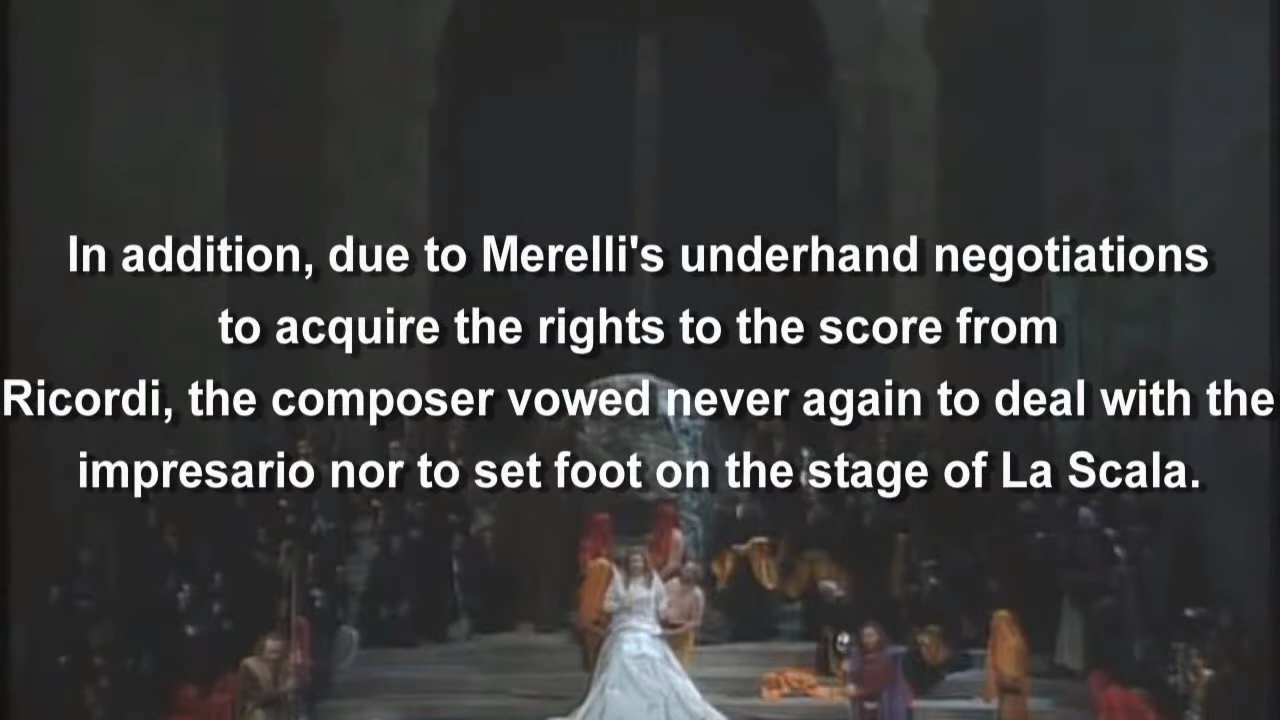 In addition, due to Merelli's underhand negotiations
to acquire the rights to the score from
Ricordi, the composer vowed never again to deal with the
impresario nor to set foot on the stage of La Scala.